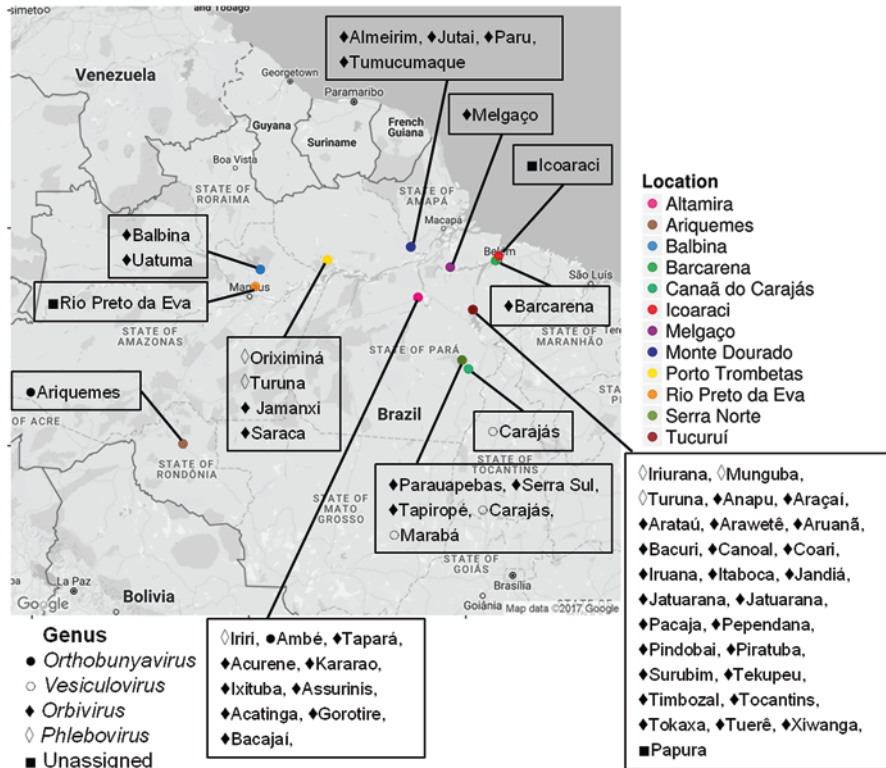 simeto
and Tobago
Venezuela
Georgetown
Paramaribo
Guyana
Suriname
French
Guiana
Boa Vista
STATE OF
RORAIMA
STATE OF
AMAPÁ
Macapá
Belém
São Luís
Manaus
STATE OF
AMAZONAS
STATE OF PARÁ
STATE OF
MARANHÃO
Tere
Brazil
OF ACRE
STATE OF
RONDÔNIA
STATE OF
MATO
GROSSO
STATE OF
TOCANTINS
STATE OF
GOIÁS
Brasília
Goiânia
La Paz
Bolivia
Google
Map data ©2017 Google
♦Almeirim, ♦Jutai, ♦Paru,
♦Tumucumaque
♦Melgaço
■Icoaraci
♦Balbina
♦Uatuma
■Rio Preto da Eva
♦Barcarena
◊Oriximiná
◊Turuna
♦Jamanxi
♦Saraca
●Ariquemes
○Carajás
♦Parauapebas, ♦Serra Sul,
♦Tapiropé, ○Carajás,
○Marabá
Location
Altamira
Ariquemes
Balbina
Barcarena
Canaã do Carajás
Icoaraci
Melgaço
Monte Dourado
Porto Trombetas
Rio Preto da Eva
Serra Norte
Tucuruí
◊Iriurana, ◊Munguba,
◊Turuna, ♦Anapu, ♦Araçaí,
♦Arataú, ♦Arawetê, ♦Aruanã,
♦Bacuri, ♦Canoal, ♦Coari,
♦Iruana, ♦Itaboca, ♦Jandiá,
♦Jatuarana, ♦Jatuarana,
♦Pacaja, ♦Pependana,
♦Pindobai, ♦Piratuba,
♦Surubim, ♦Tekupeu,
♦Timbozal, ♦Tocantins,
♦Tokaxa, ♦Tuerê, ♦Xiwanga,
■Papura
◊Iriri, ●Ambé, ♦Tapará,
♦Acurene, ♦Kararao,
♦Ixituba, ♦Assurinis,
♦Acatinga, ♦Gorotire,
♦Bacajaí,
Genus
● Orthobunyavirus
○ Vesiculovirus
♦ Orbivirus
◊ Phlebovirus
■ Unassigned